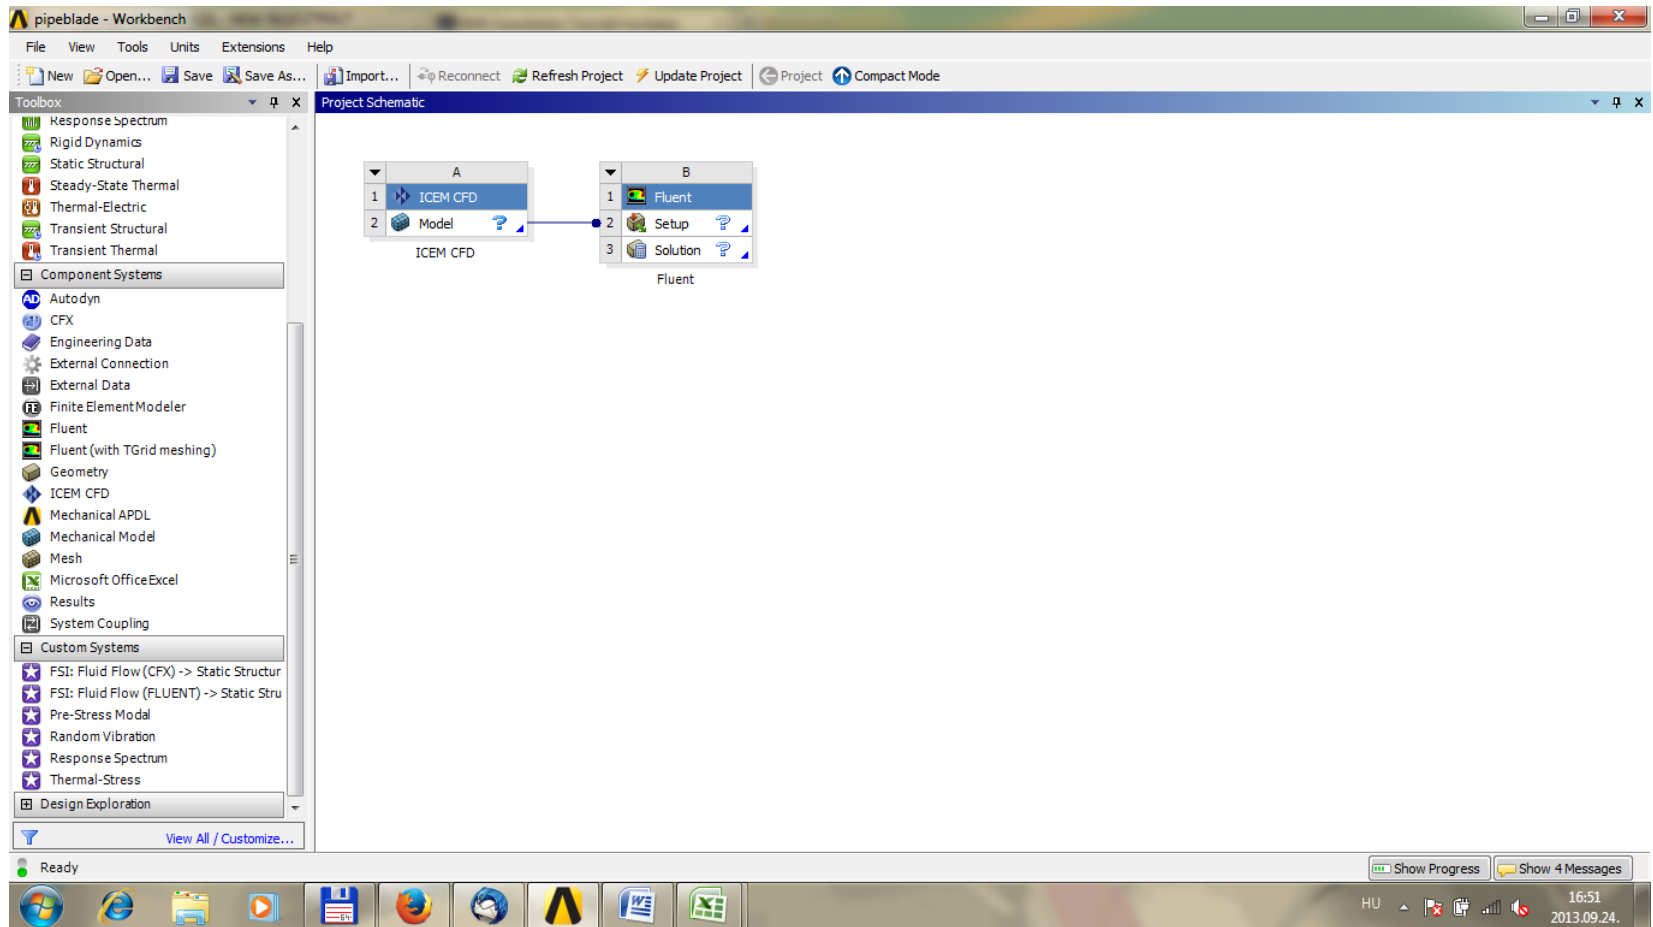 pipeblade - Workbench
File View Tools Units Extensions Help
New Open... Save Save As... Import... Reconnect Refresh Project Update Project Project Compact Mode
Toolbox
Response Spectrum
Rigid Dynamics
Static Structural
Steady-State Thermal
Thermal-Electric
Transient Structural
Transient Thermal
Component Systems
Autodyn
CFX
Engineering Data
External Connection
External Data
Finite Element Modeler
Fluent
Fluent (with TGrid meshing)
Geometry
ICEM CFD
Mechanical APDL
Mechanical Model
Mesh
Microsoft Office Excel
Results
System Coupling
Custom Systems
FSI: Fluid Flow (CFX) -> Static Structur
FSI: Fluid Flow (FLUENT) -> Static Stru
Pre-Stress Modal
Random Vibration
Response Spectrum
Thermal-Stress
Design Exploration
View All / Customize...
Project Schematic
A
1 ICEM CFD
2 Model ?
ICEM CFD
B
1 Fluent
2 Setup ?
3 Solution ?
Fluent
Ready
Show Progress Show 4 Messages
HU
16:51
2013.09.24.